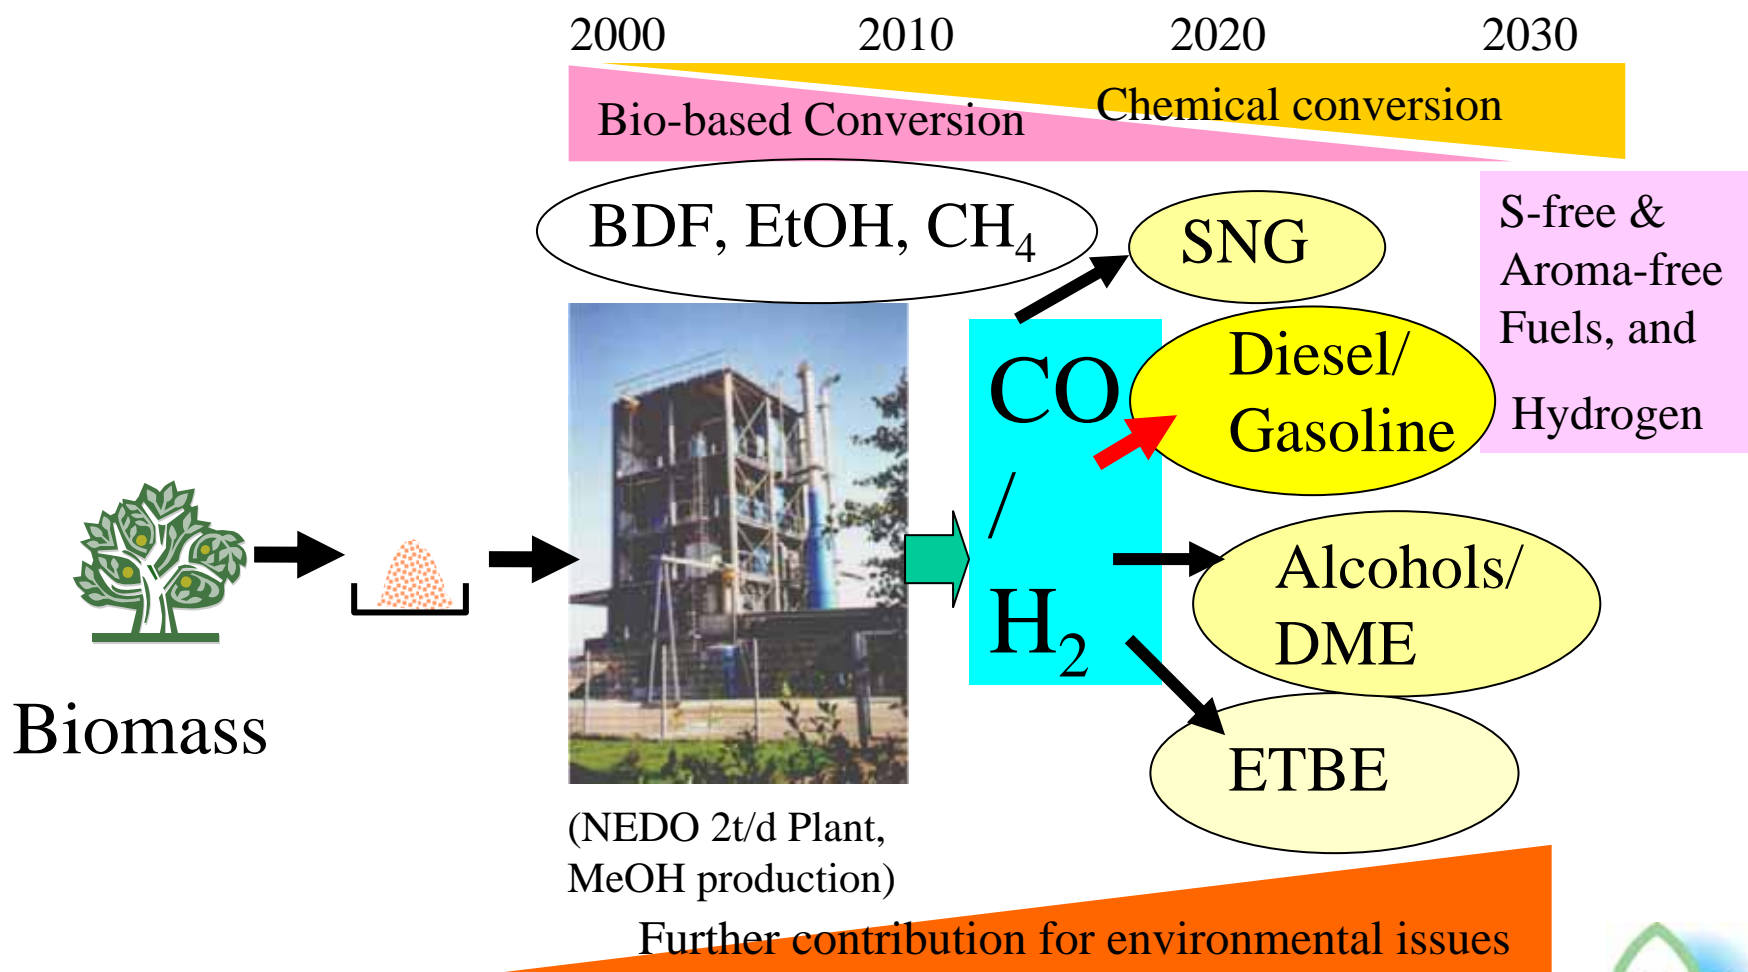 2000 2010 2020 2030
Chemical conversion
Bio-based Conversion
BDF, EtOH, CH₄
SNG
S-free &
Aroma-free
Fuels, and
Hydrogen
Diesel/
Gasoline
CO
/
H₂
Alcohols/
DME
ETBE
Biomass
(NEDO 2t/d Plant,
MeOH production)
Further contribution for environmental issues